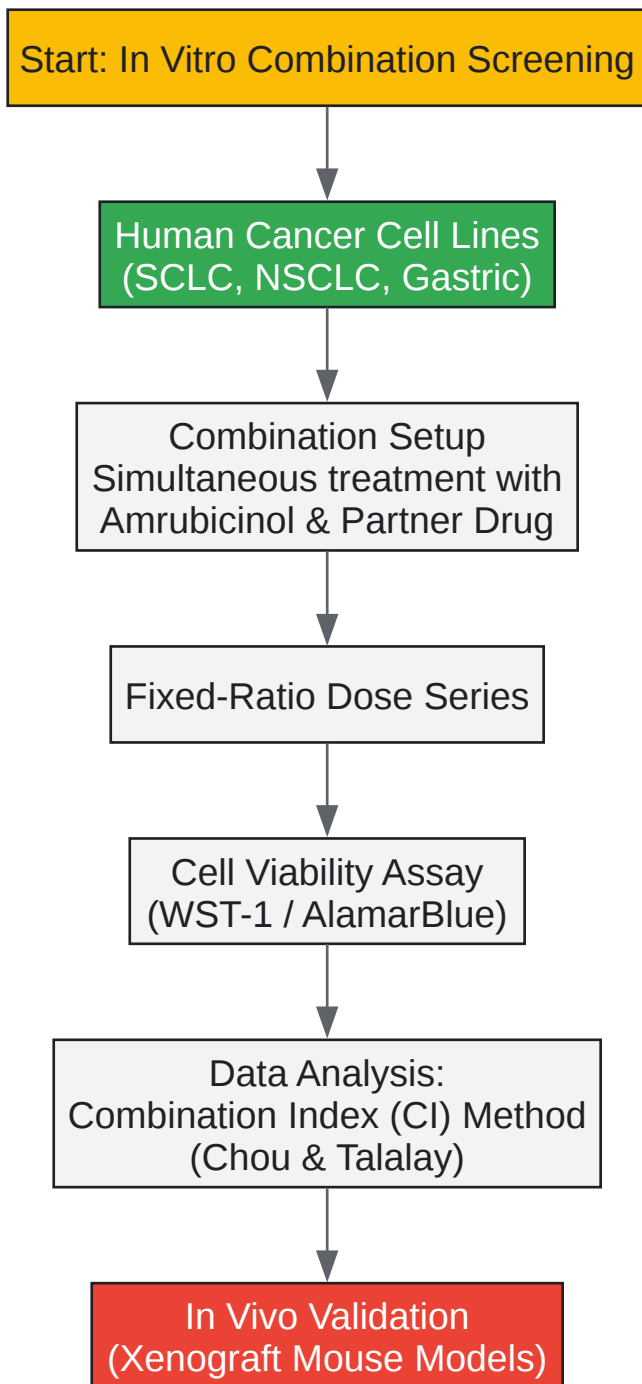 Start: In Vitro Combination Screening
Human Cancer Cell Lines
(SCLC, NSCLC, Gastric)
Combination Setup
Simultaneous treatment with
Amrubicinol & Partner Drug
Fixed-Ratio Dose Series
Cell Viability Assay
(WST-1 / AlamarBlue)
Data Analysis:
Combination Index (CI) Method
(Chou & Talalay)
In Vivo Validation
(Xenograft Mouse Models)